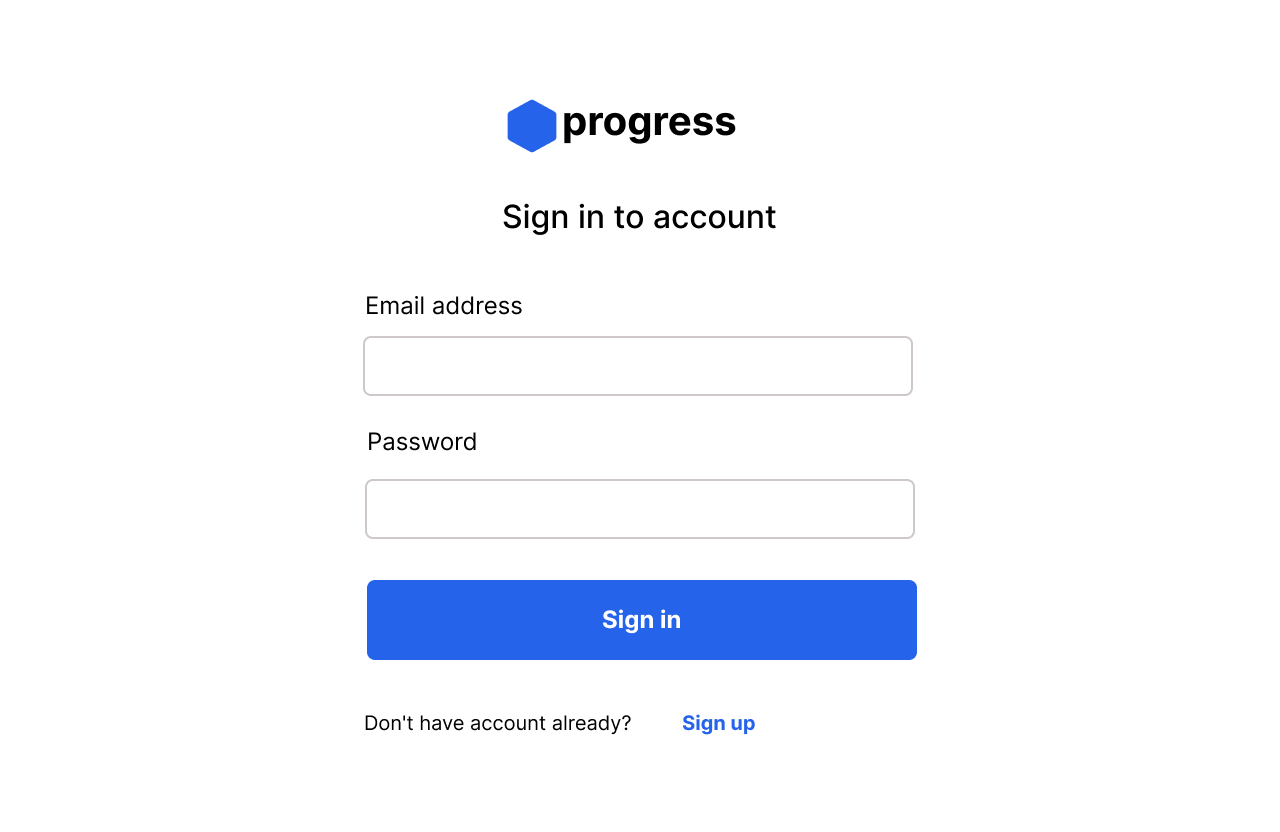 progress
Sign in to account
Email address
Password
Sign in
Don't have account already? Sign up